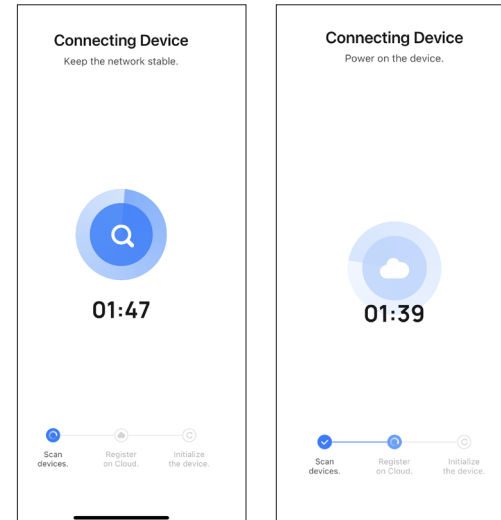 Connecting Device
Keep the network stable.
01:47
Scan
devices.
Register
on Cloud.
Initialize
the device.
Connecting Device
Power on the device.
01:39
Scan
devices.
Register
on Cloud.
Initialize
the device.